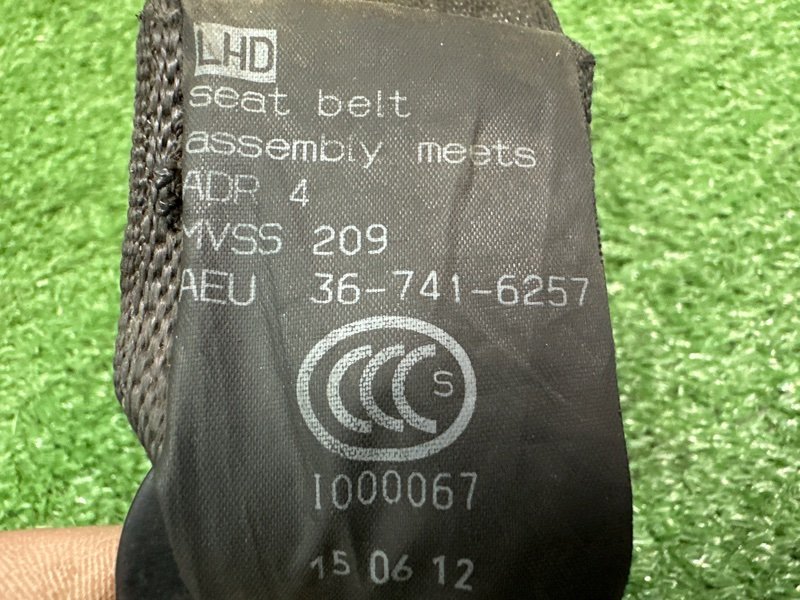 LHD
seat belt
assembly meets
ADR 4
MVSS 209
AEU 36-741-6257
CCC S
I000067
15 06 12